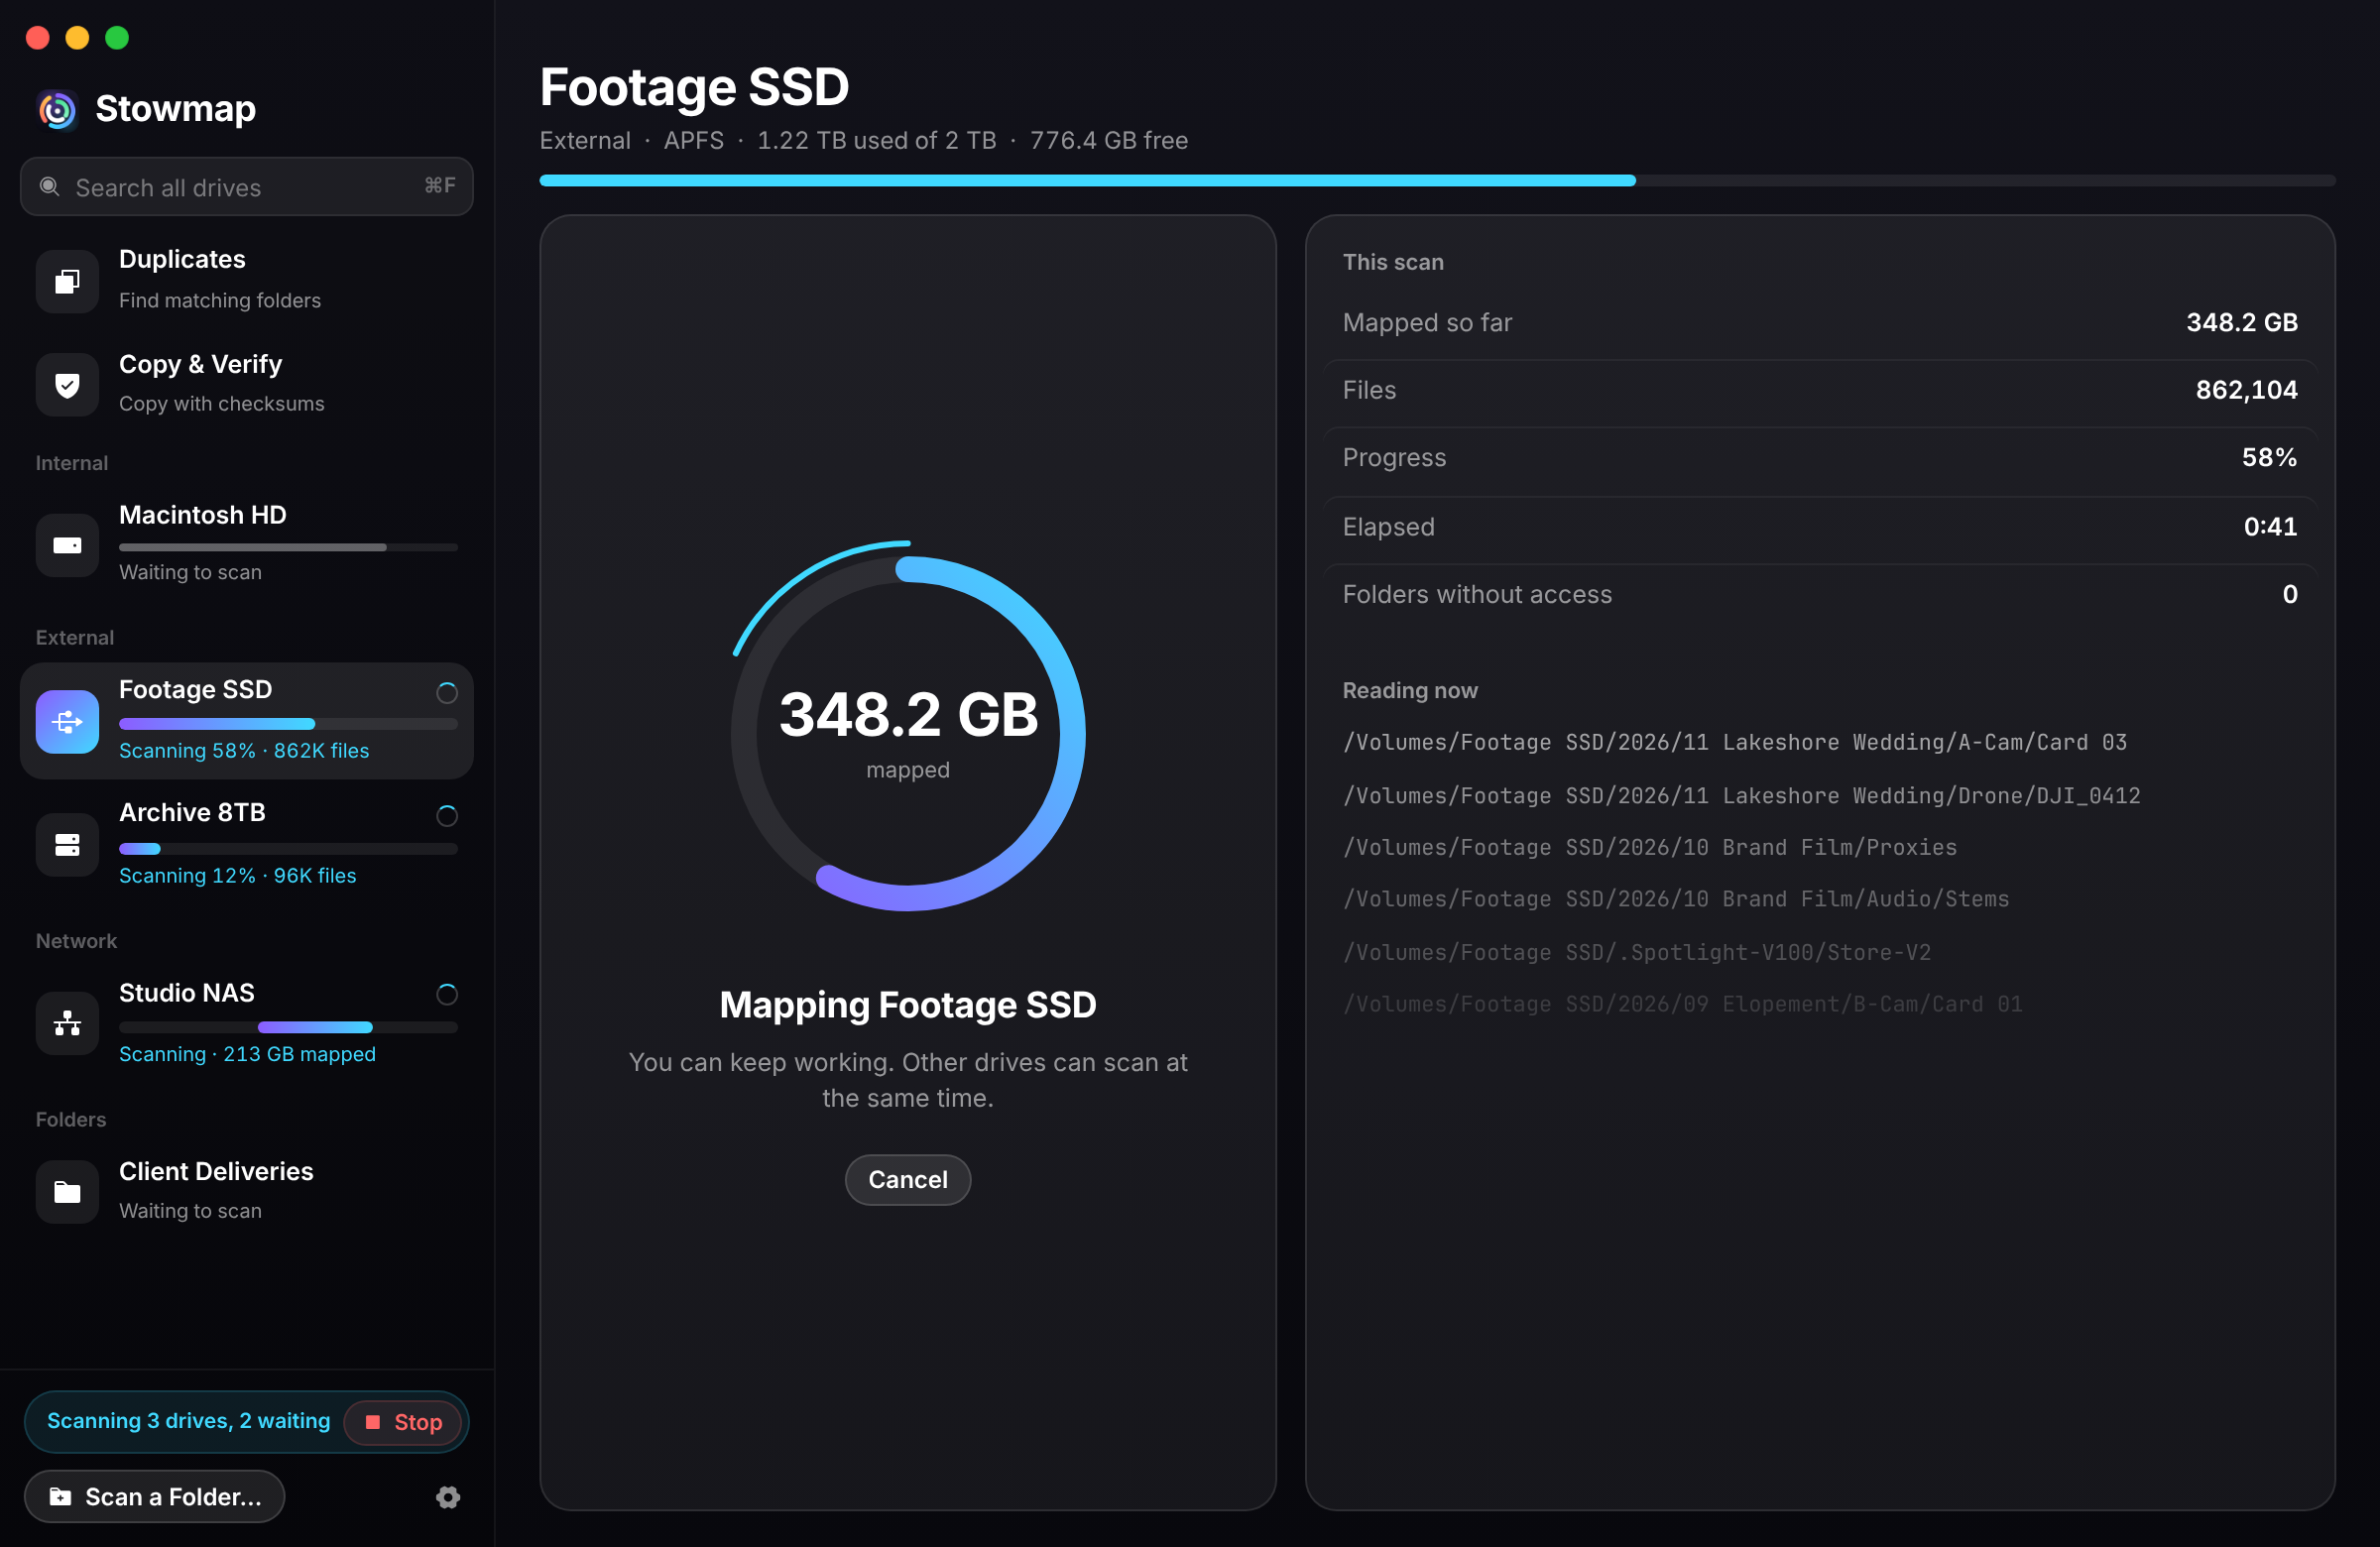 Stowmap
Search all drives ⌘F
Duplicates
Find matching folders
Copy & Verify
Copy with checksums
Internal
Macintosh HD
Waiting to scan
External
Footage SSD
Scanning 58% · 862K files
Archive 8TB
Scanning 12% · 96K files
Network
Studio NAS
Scanning · 213 GB mapped
Folders
Client Deliveries
Waiting to scan
Scanning 3 drives, 2 waiting
Stop
Scan a Folder...
Footage SSD
External · APFS · 1.22 TB used of 2 TB · 776.4 GB free
348.2 GB
mapped
Mapping Footage SSD
You can keep working. Other drives can scan at
the same time.
Cancel
This scan
Mapped so far 348.2 GB
Files 862,104
Progress 58%
Elapsed 0:41
Folders without access 0
Reading now
/Volumes/Footage SSD/2026/11 Lakeshore Wedding/A-Cam/Card 03
/Volumes/Footage SSD/2026/11 Lakeshore Wedding/Drone/DJI_0412
/Volumes/Footage SSD/2026/10 Brand Film/Proxies
/Volumes/Footage SSD/2026/10 Brand Film/Audio/Stems
/Volumes/Footage SSD/.Spotlight-V100/Store-V2
/Volumes/Footage SSD/2026/09 Elopement/B-Cam/Card 01